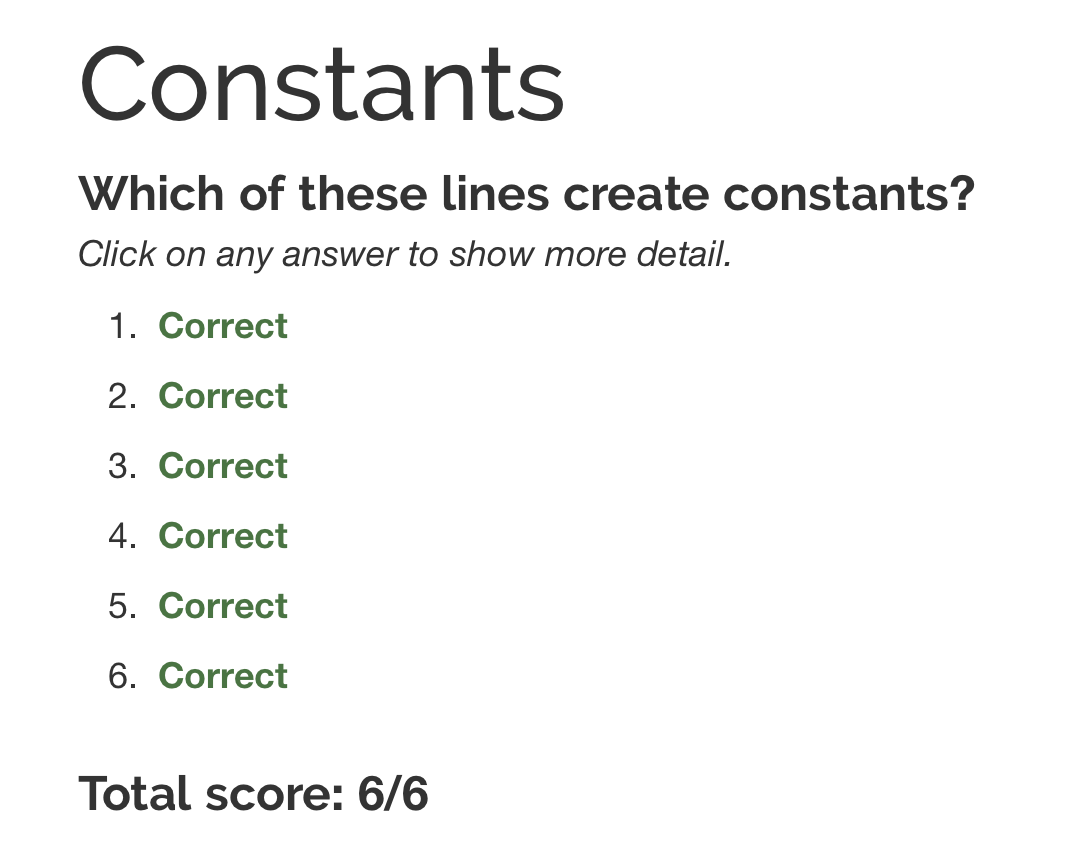 Constants
Which of these lines create constants?
Click on any answer to show more detail.
1. Correct
2. Correct
3. Correct
4. Correct
5. Correct
6. Correct
Total score: 6/6